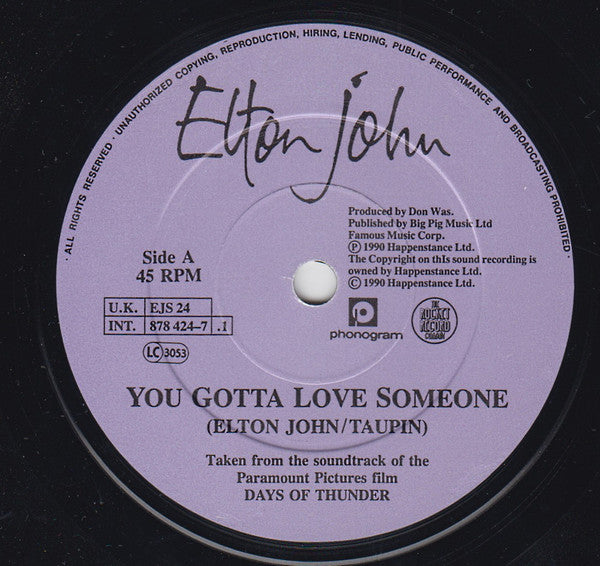 · ALL RIGHTS RESERVED · UNAUTHORIZED COPYING, REPRODUCTION, HIRING, LENDING, PUBLIC PERFORMANCE AND BROADCASTING PROHIBITED ·
Elton John
Produced by Don Was.
Published by Big Pig Music Ltd
Famous Music Corp.
Ⓟ 1990 Happenstance Ltd.
The Copyright on thIs sound recording is
owned by Happenstance Ltd.
© 1990 Happenstance Ltd.
Side A
45 RPM
U.K. EJS 24
INT. 878 424-7 .1
LC 3053
phonogram
THE
ROCKET
RECORD
COMPANY
YOU GOTTA LOVE SOMEONE
(ELTON JOHN/TAUPIN)
Taken from the soundtrack of the
Paramount Pictures film
DAYS OF THUNDER